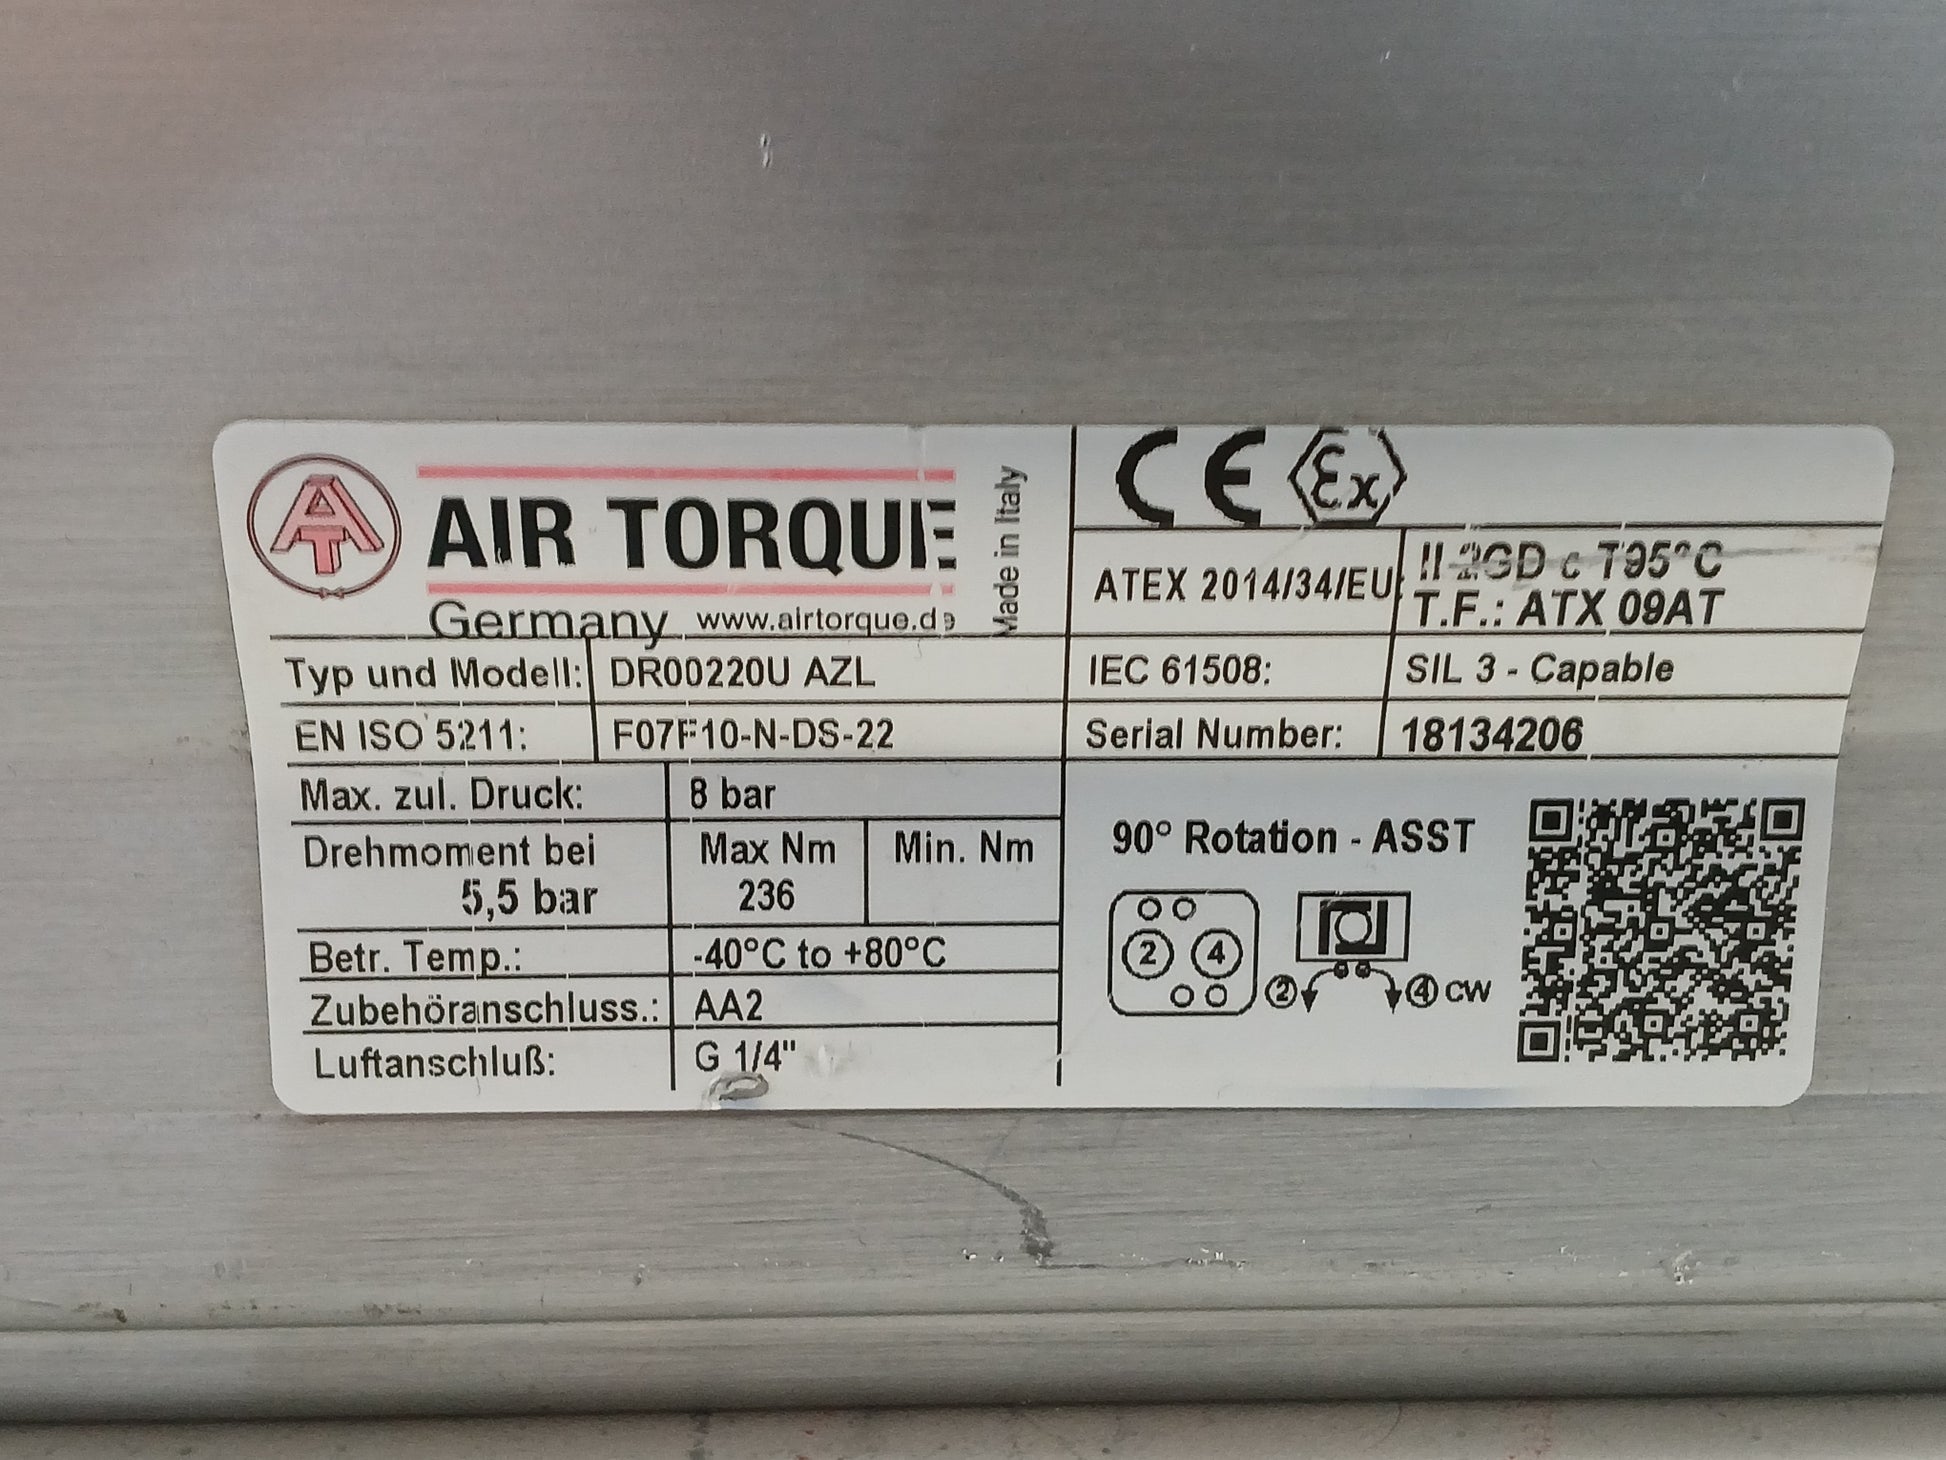 AT
AIR TORQUE
Germany www.airtorque.de
Made in Italy
CE Ex
ATEX 2014/34/EU
II 2GD c T95°C
T.F.: ATX 09AT
Typ und Modell: DR00220U AZL
IEC 61508: SIL 3 - Capable
EN ISO 5211: F07F10-N-DS-22
Serial Number: 18134206
Max. zul. Druck: 8 bar
Drehmoment bei Max Nm Min. Nm
5,5 bar 236
Betr. Temp.: -40°C to +80°C
Zubehöranschluss.: AA2
Luftanschluß: G 1/4"
90° Rotation - ASST
2 4
2 4 CW